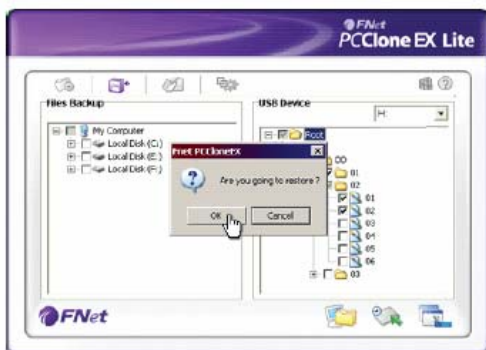 FNet
PCClone EX Lite
Files Backup
USB Device
H:
My Computer
Local Disk (C:)
Local Disk (E:)
Local Disk (F:)
Root
00
01
02
01
02
03
04
05
06
03
Fnet PCCloneEX
Are you going to restore ?
OK
Cancel
FNet